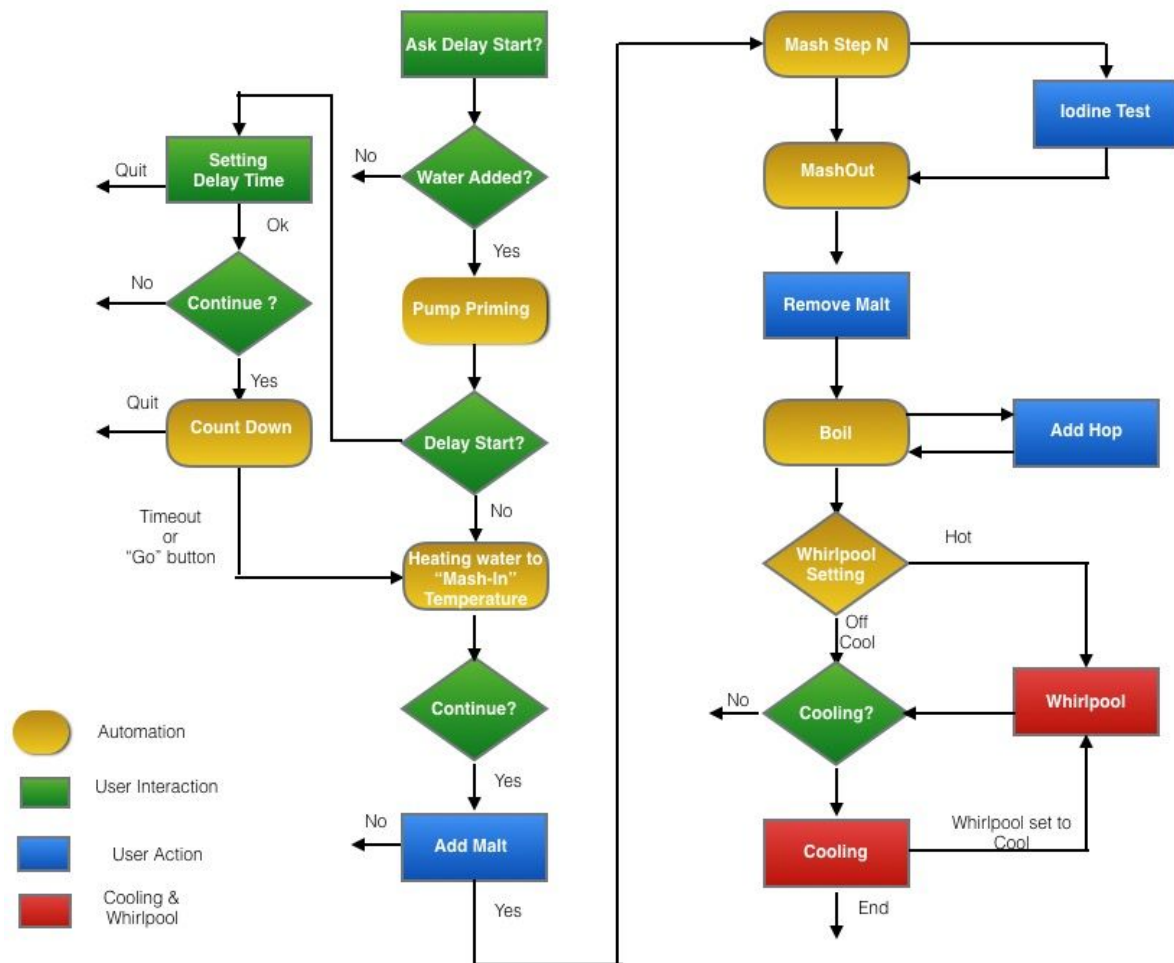 Ask Delay Start?
Water Added?
No
Yes
Pump Priming
Delay Start?
No
Setting
Delay Time
Quit
Ok
Continue ?
No
Yes
Count Down
Quit
Timeout
or
"Go" button
Heating water to
“Mash-In”
Temperature
Continue?
Yes
Add Malt
No
Yes
Mash Step N
Iodine Test
MashOut
Remove Malt
Boil
Add Hop
Whirlpool
Setting
Hot
Off
Cool
Cooling?
No
Whirlpool
Cooling
Whirlpool set to
Cool
End
Automation
User Interaction
User Action
Cooling &
Whirlpool